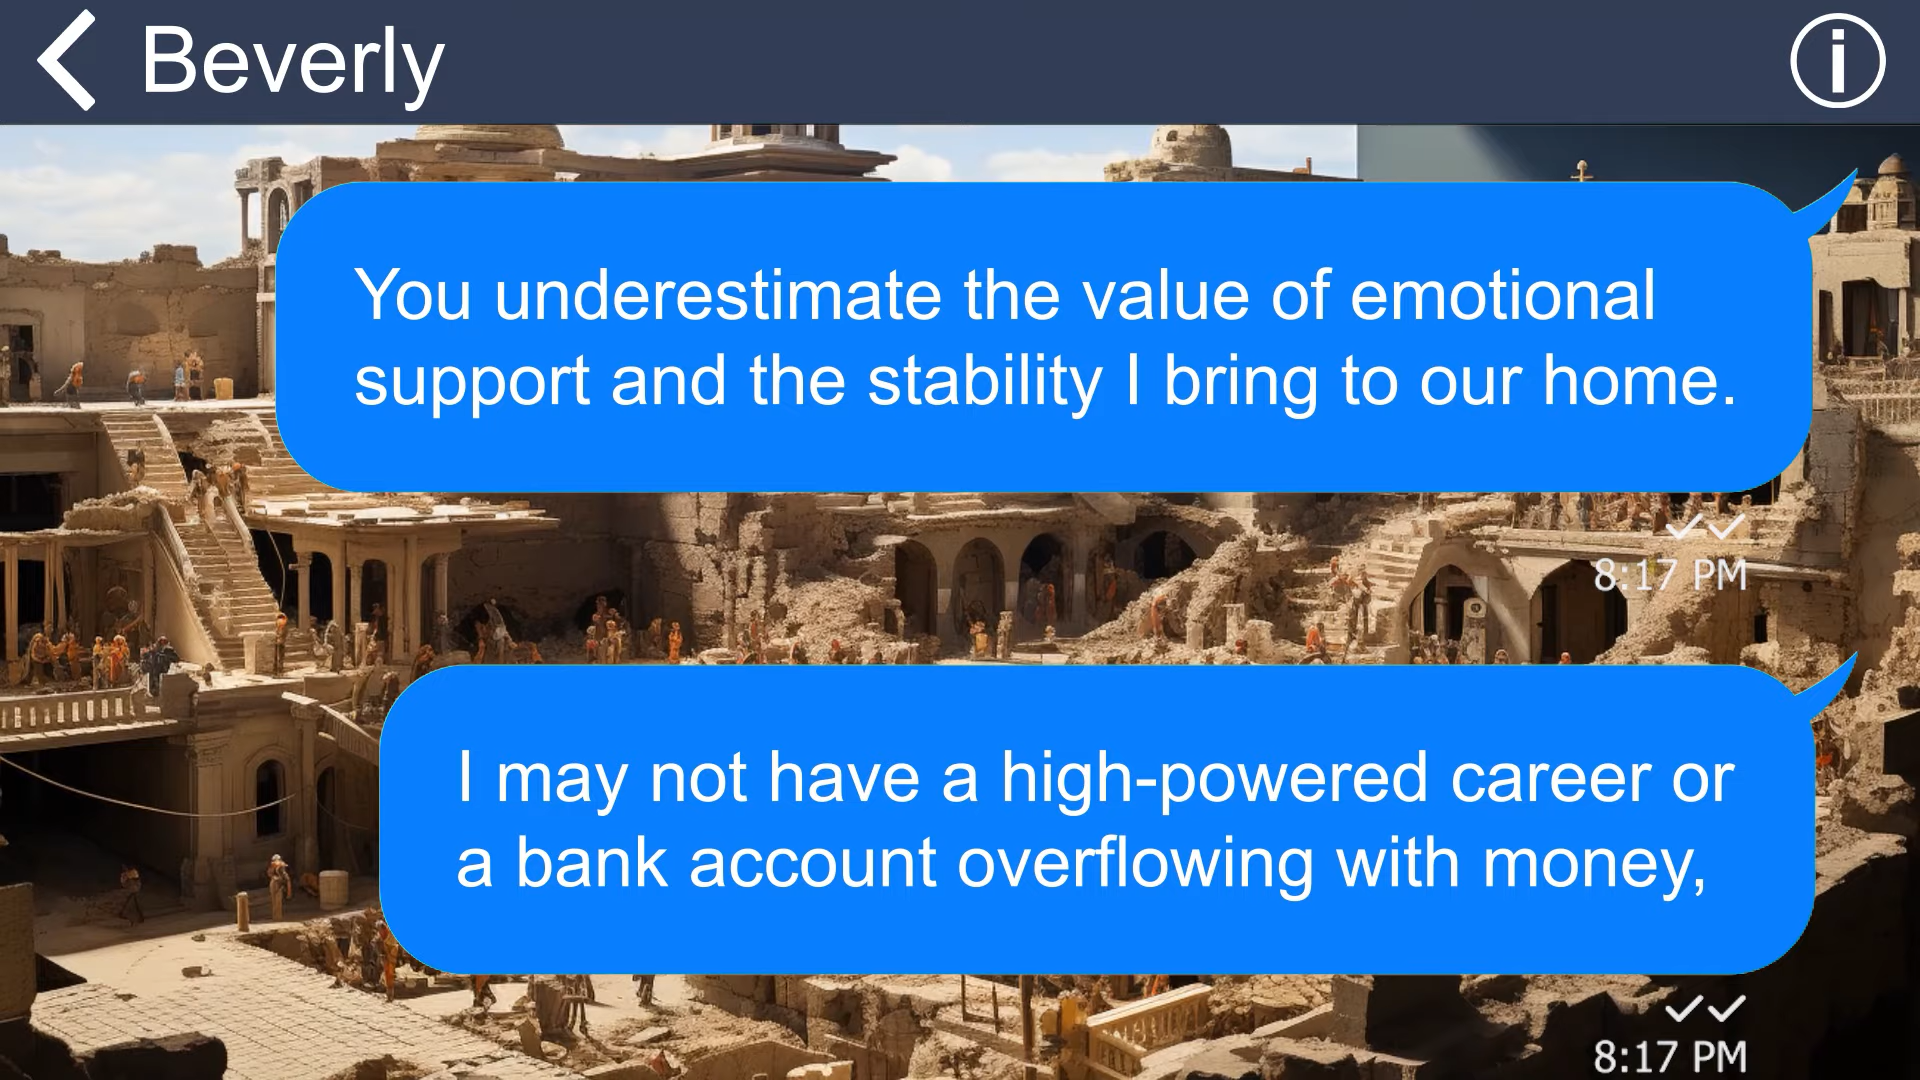 Beverly
You underestimate the value of emotional
support and the stability I bring to our home.
8:17 PM
I may not have a high-powered career or
a bank account overflowing with money,
8:17 PM